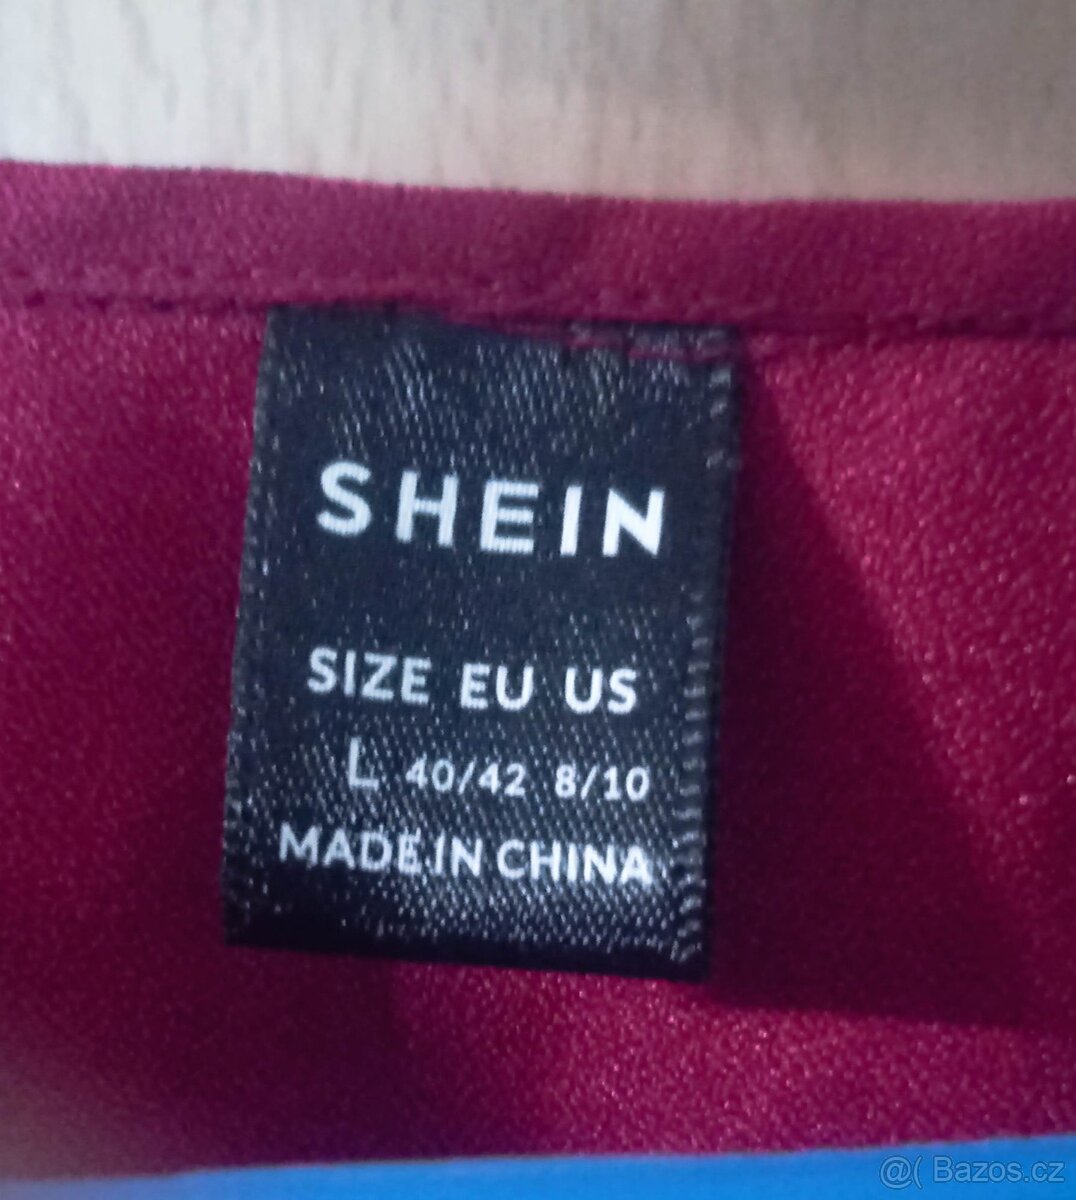 SHEIN
SIZE EU US
L 40/42 8/10
MADE IN CHINA
@( Bazos.cz